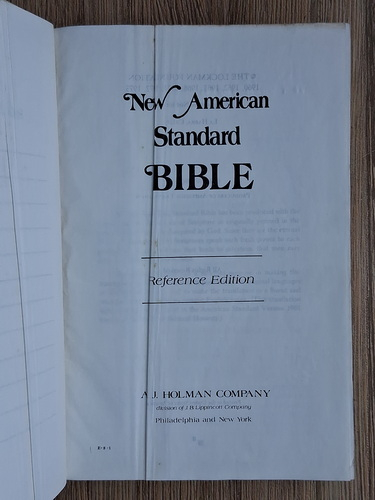 New American
Standard
BIBLE
Reference Edition
A.J. HOLMAN COMPANY
division of J.B. Lippincott Company
Philadelphia and New York